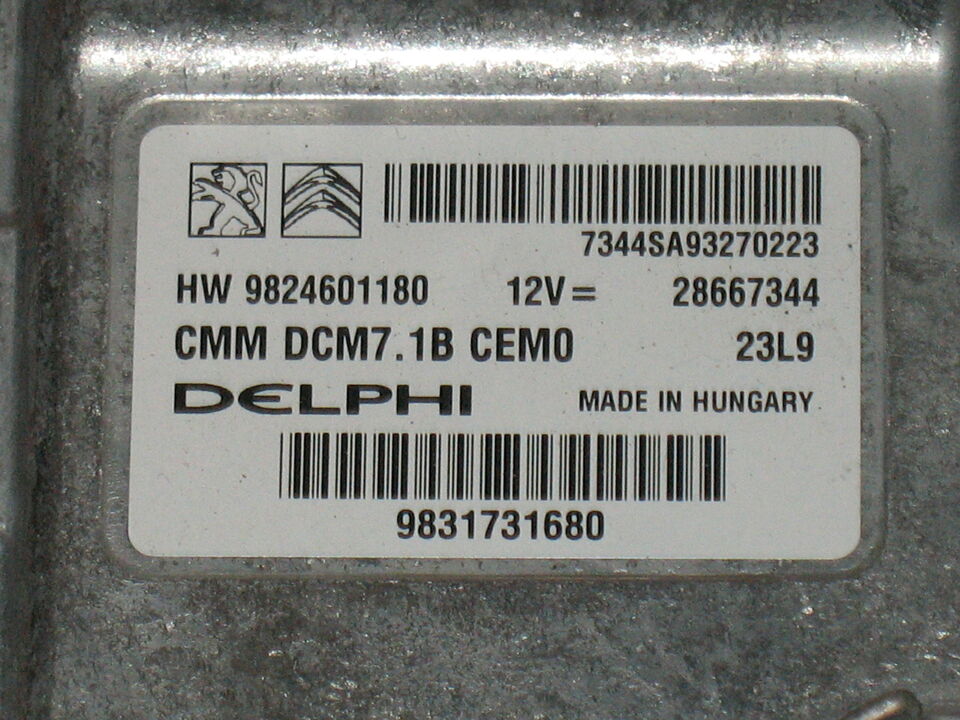 7344SA93270223
HW 9824601180 12V= 28667344
CMM DCM7.1B CEM0 23L9
DELPHI MADE IN HUNGARY
9831731680